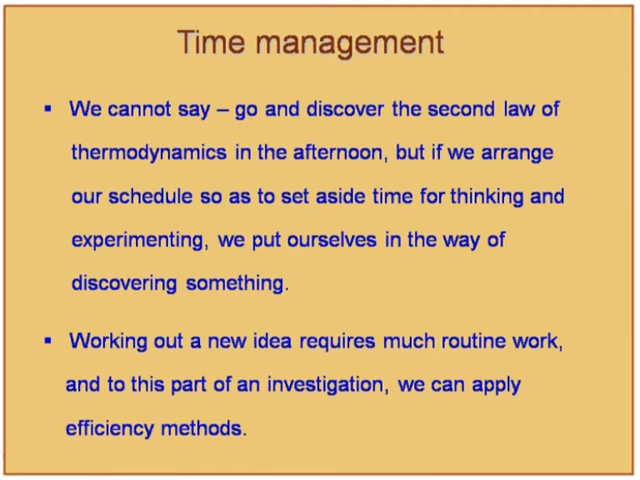 Time management
▪ We cannot say – go and discover the second law of
thermodynamics in the afternoon, but if we arrange
our schedule so as to set aside time for thinking and
experimenting, we put ourselves in the way of
discovering something.
▪ Working out a new idea requires much routine work,
and to this part of an investigation, we can apply
efficiency methods.